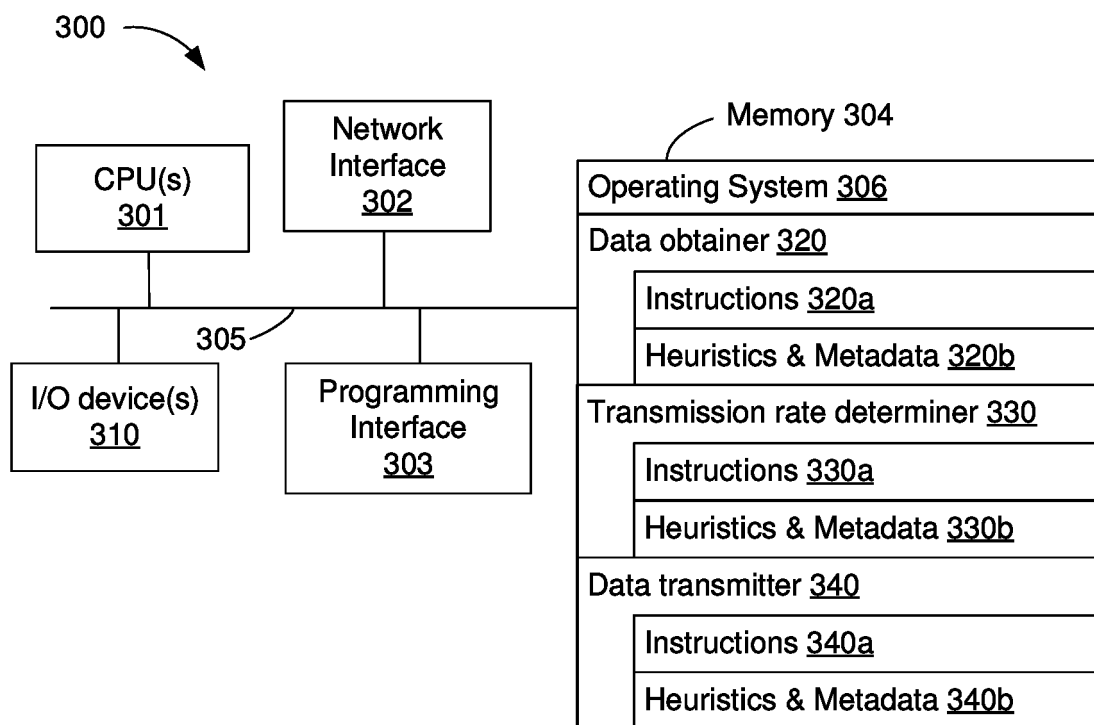 300
Memory 304
Network
Interface
302
CPU(s)
301
Operating System 306
Data obtainer 320
Instructions 320a
305
Heuristics & Metadata 320b
I/O device(s)
310
Programming
Interface
303
Transmission rate determiner 330
Instructions 330a
Heuristics & Metadata 330b
Data transmitter 340
Instructions 340a
Heuristics & Metadata 340b